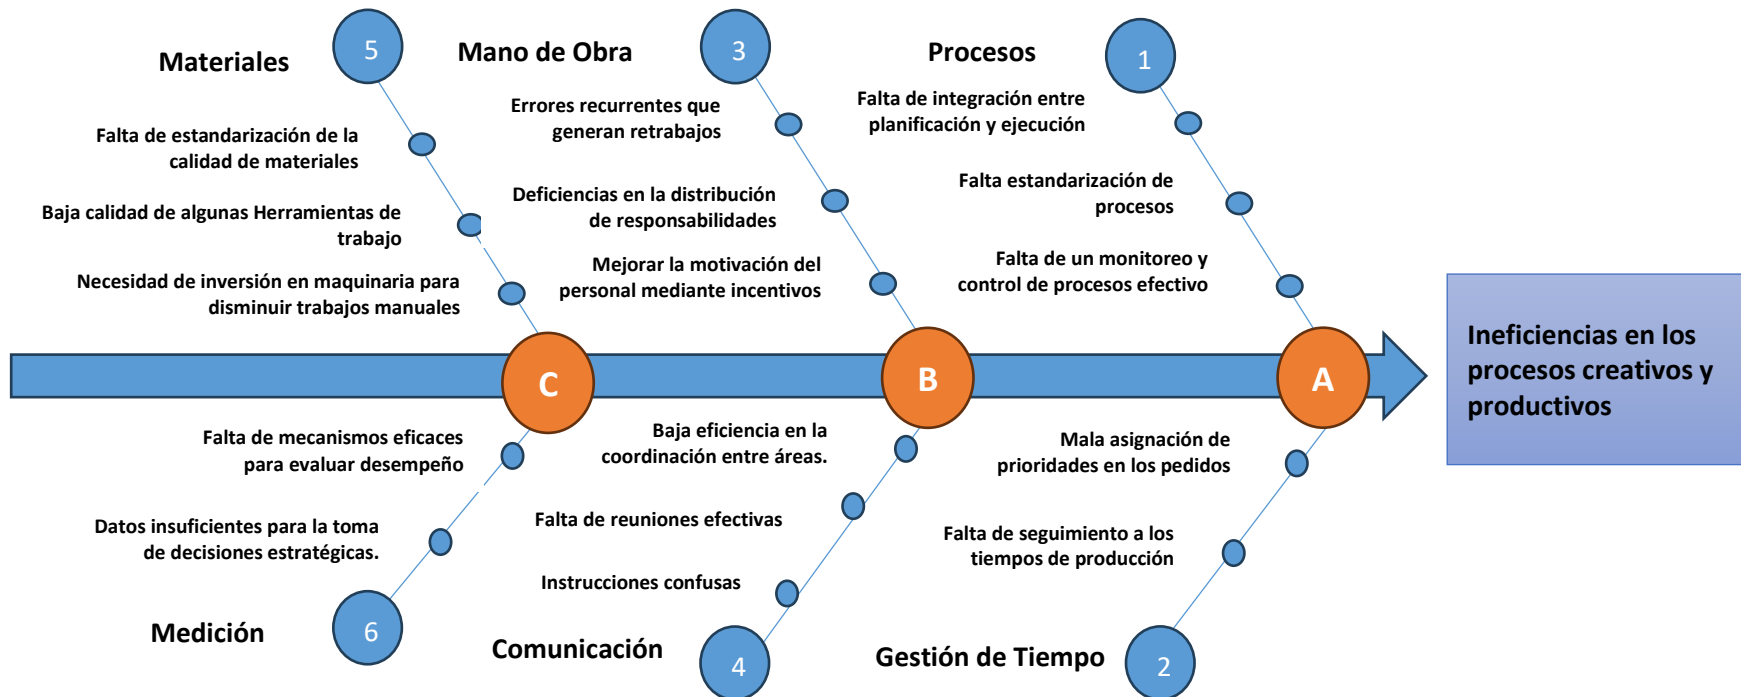 Materiales
5
Falta de estandarización de la
calidad de materiales
Baja calidad de algunas Herramientas de
trabajo
Necesidad de inversión en maquinaria para
disminuir trabajos manuales
Mano de Obra
3
Errores recurrentes que
generan retrabajos
Deficiencias en la distribución
de responsabilidades
Mejorar la motivación del
personal mediante incentivos
Procesos
1
Falta de integración entre
planificación y ejecución
Falta estandarización de
procesos
Falta de un monitoreo y
control de procesos efectivo
C
B
A
Ineficiencias en los
procesos creativos y
productivos
Falta de mecanismos eficaces
para evaluar desempeño
Datos insuficientes para la toma
de decisiones estratégicas.
Medición
6
Baja eficiencia en la
coordinación entre áreas.
Falta de reuniones efectivas
Instrucciones confusas
Comunicación
4
Mala asignación de
prioridades en los pedidos
Falta de seguimiento a los
tiempos de producción
Gestión de Tiempo
2